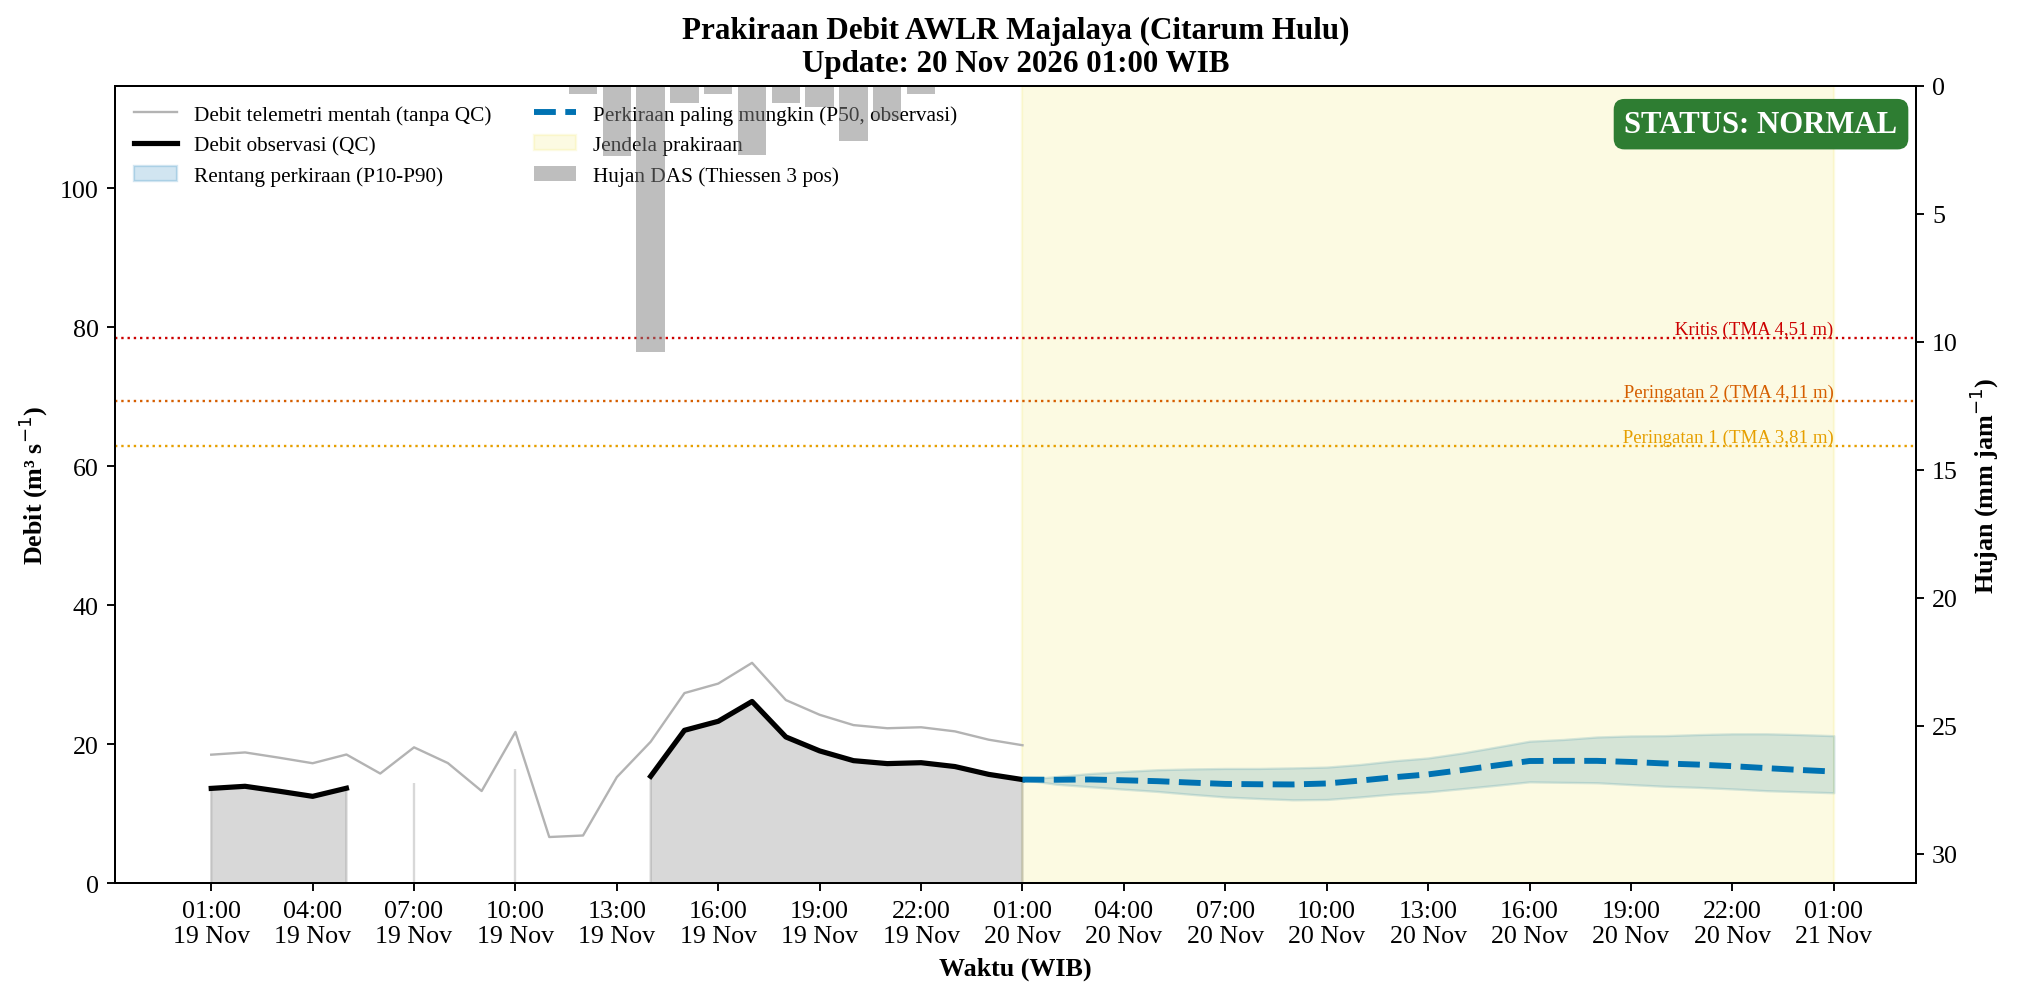 Prakiraan Debit AWLR Majalaya (Citarum Hulu)
Update: 20 Nov 2026 01:00 WIB
Debit telemetri mentah (tanpa QC)
Debit observasi (QC)
Rentang perkiraan (P10-P90)
Perkiraan paling mungkin (P50, observasi)
Jendela prakiraan
Hujan DAS (Thiessen 3 pos)
STATUS: NORMAL
Kritis (TMA 4,51 m)
Peringatan 2 (TMA 4,11 m)
Peringatan 1 (TMA 3,81 m)
Debit (m³ s⁻¹)
100
80
60
40
20
0
0
5
10
15
20
25
30
Hujan (mm jam⁻¹)
01:00 04:00 07:00 10:00 13:00 16:00 19:00 22:00 01:00 04:00 07:00 10:00 13:00 16:00 19:00 22:00 01:00
19 Nov 19 Nov 19 Nov 19 Nov 19 Nov 19 Nov 19 Nov 19 Nov 20 Nov 20 Nov 20 Nov 20 Nov 20 Nov 20 Nov 20 Nov 20 Nov 21 Nov
Waktu (WIB)